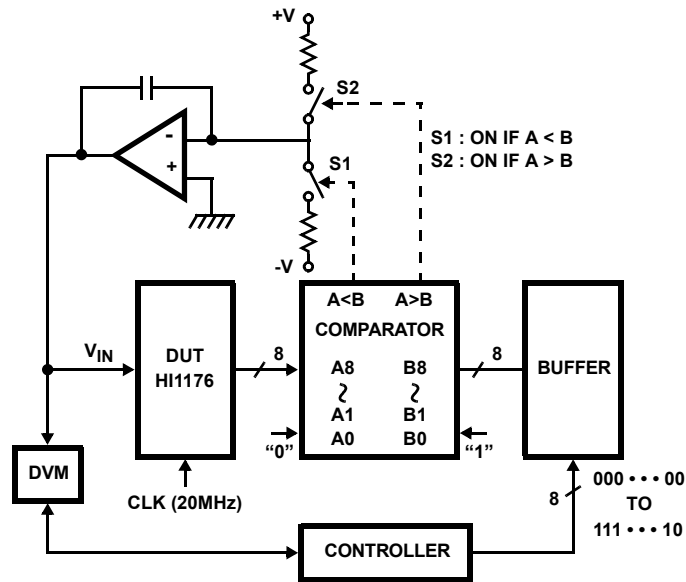 +V
S2
-
+
S1 : ON IF A < B
S2 : ON IF A > B
S1
-V
A<B A>B
COMPARATOR
VIN
DUT
HI1176
8
A8 B8
A1 B1
A0 B0
8
BUFFER
“0”
“1”
DVM
CLK (20MHz)
8
000 • • • 00
TO
111 • • • 10
CONTROLLER